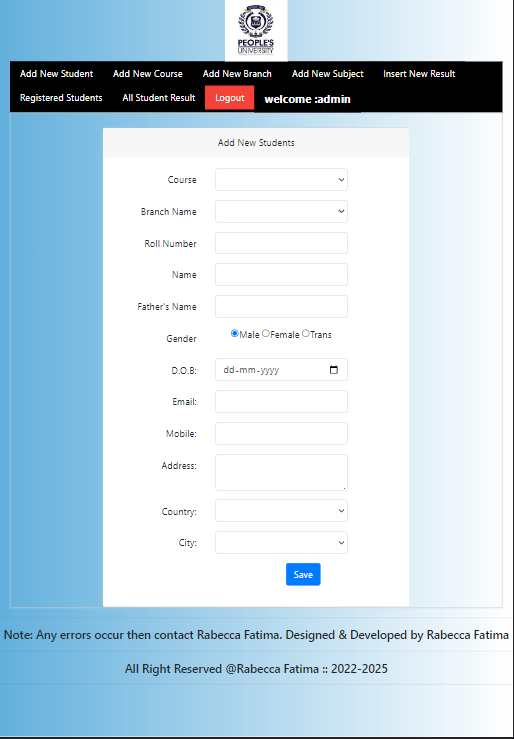 PEOPLE'S
UNIVERSITY
Add New Student Add New Course Add New Branch Add New Subject Insert New Result
Registered Students All Student Result Logout welcome :admin
Add New Students
Course
Branch Name
Roll Number
Name
Father's Name
Gender Male Female Trans
D.O.B: dd-mm-yyyy
Email:
Mobile:
Address:
Country:
City:
Save
Note: Any errors occur then contact Rabecca Fatima. Designed & Developed by Rabecca Fatima
All Right Reserved @Rabecca Fatima :: 2022-2025